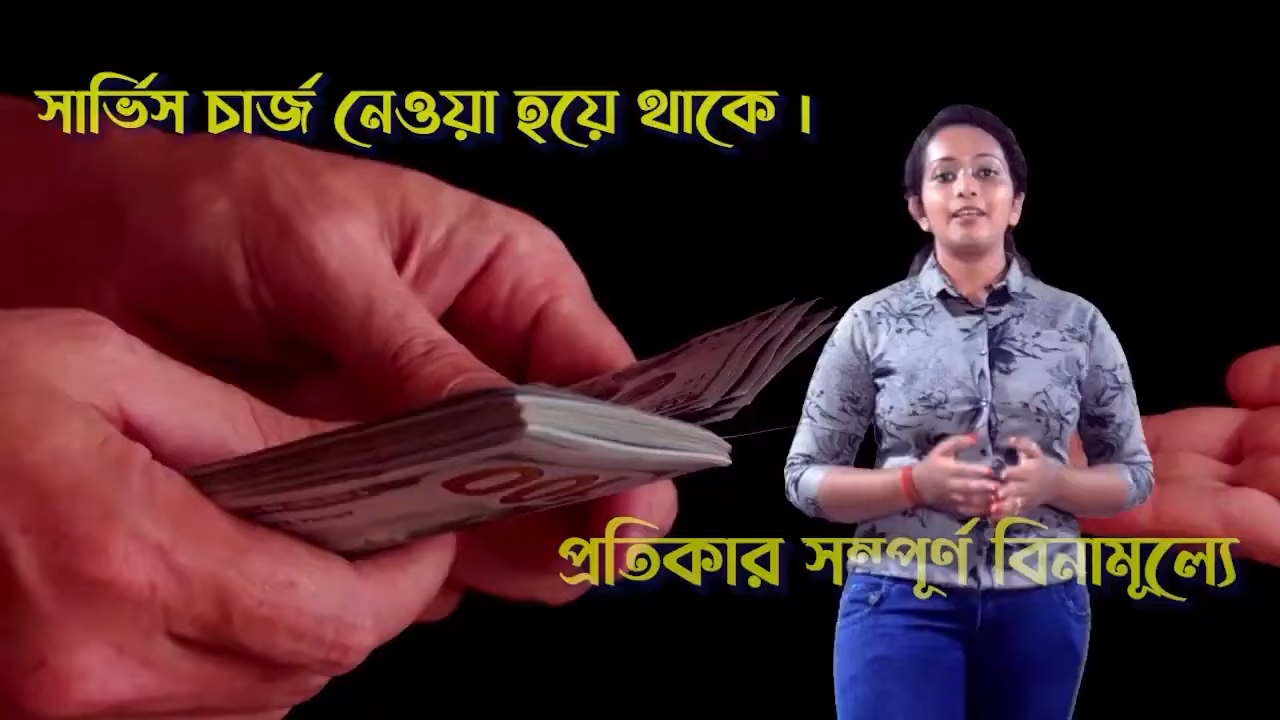 সার্ভিস চার্জ নেওয়া হয়ে থাকে ।
প্রতিকার সম্পূর্ণ বিনামূল্যে